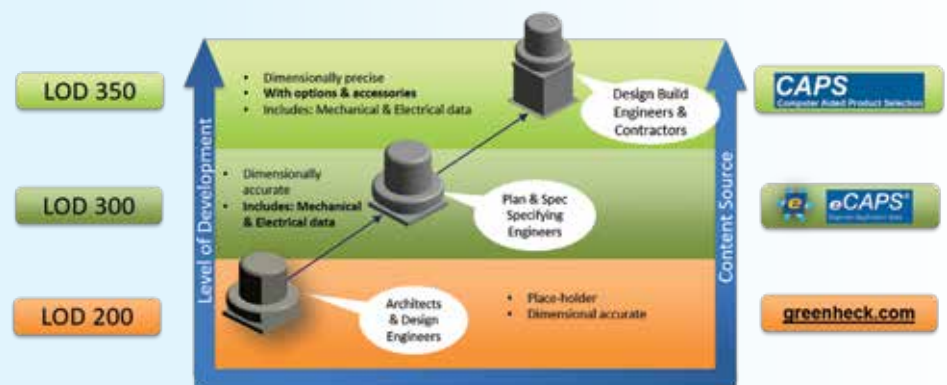 LOD 350
• Dimensionally precise
• With options & accessories
• Includes: Mechanical & Electrical data
Design Build
Engineers &
Contractors
CAPS
Computer Aided Product Selection
LOD 300
• Dimensionally
accurate
• Includes: Mechanical
& Electrical data
Plan & Spec
Specifying
Engineers
e
eCAPS®
LOD 200
Architects
& Design
Engineers
• Place-holder
• Dimensional accurate
greenheck.com
Level of Development
Content Source